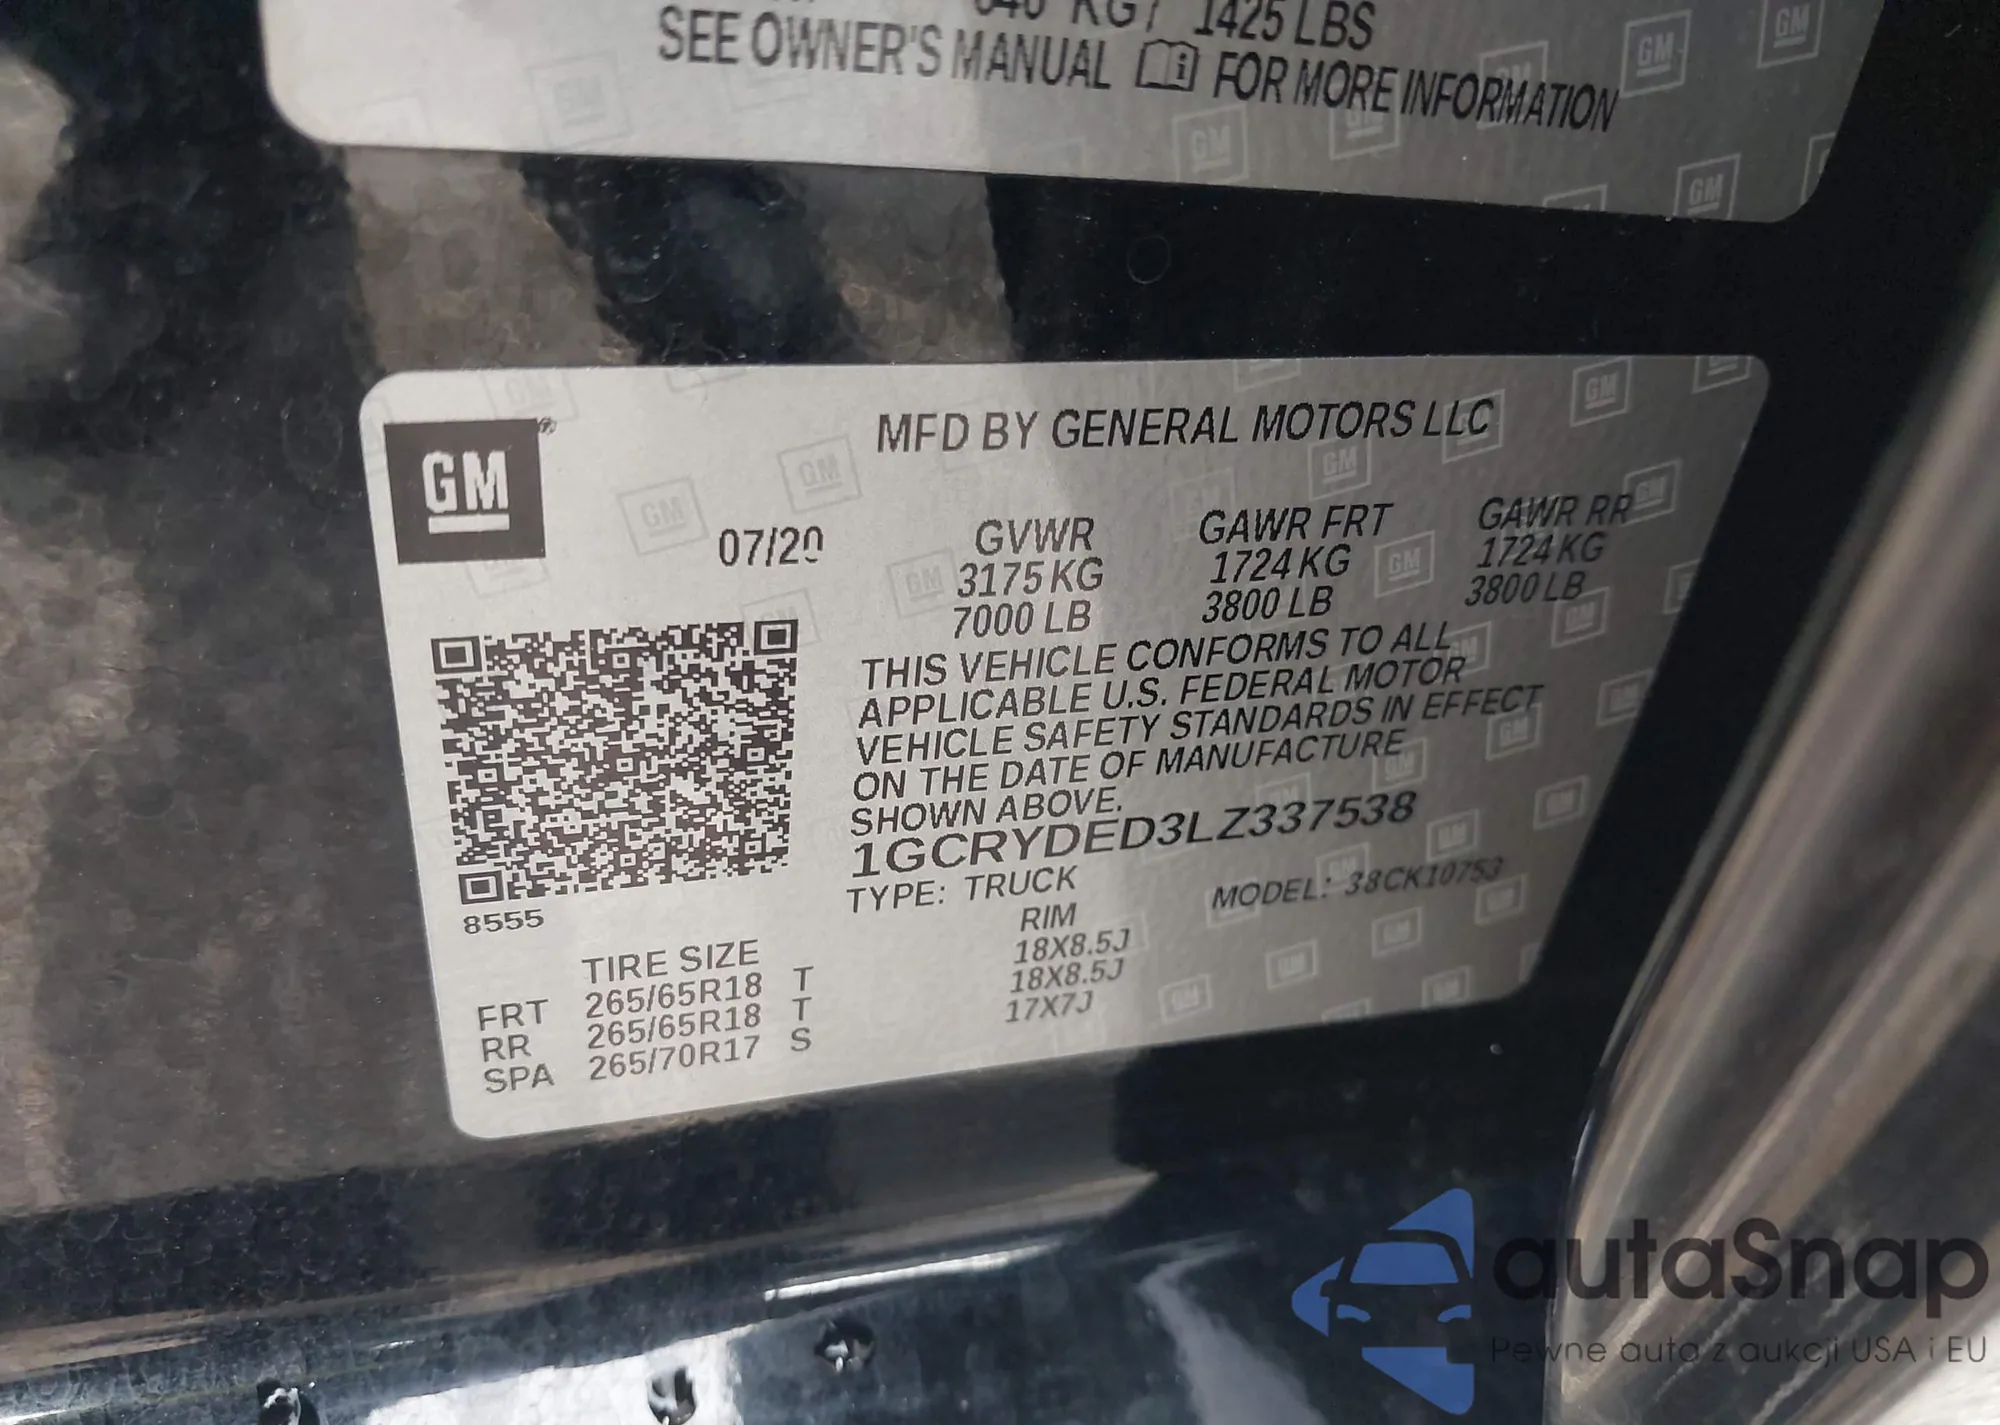 1425 LBS
SEE OWNER'S MANUAL FOR MORE INFORMATION
GM
MFD BY GENERAL MOTORS LLC
07/20
GVWR GAWR FRT GAWR RR
3175 KG 1724 KG 1724 KG
7000 LB 3800 LB 3800 LB
THIS VEHICLE CONFORMS TO ALL
APPLICABLE U.S. FEDERAL MOTOR
VEHICLE SAFETY STANDARDS IN EFFECT
ON THE DATE OF MANUFACTURE
SHOWN ABOVE.
1GCRYDED3LZ337538
TYPE: TRUCK MODEL: 38CK10753
8555
TIRE SIZE RIM
FRT 265/65R18 T 18X8.5J
RR 265/65R18 T 18X8.5J
SPA 265/70R17 S 17X7J
autaSnap
Pewne auta z aukcji USA i EU